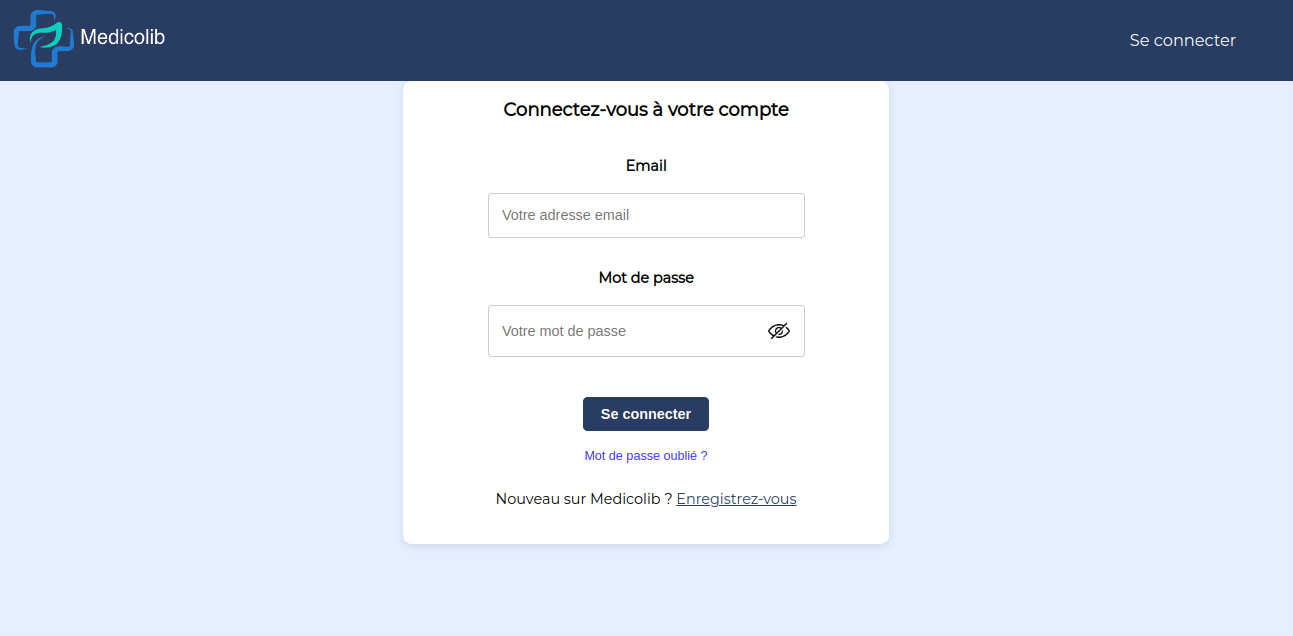 Medicolib
Se connecter
Connectez-vous à votre compte
Email
Votre adresse email
Mot de passe
Votre mot de passe
Se connecter
Mot de passe oublié ?
Nouveau sur Medicolib ? Enregistrez-vous